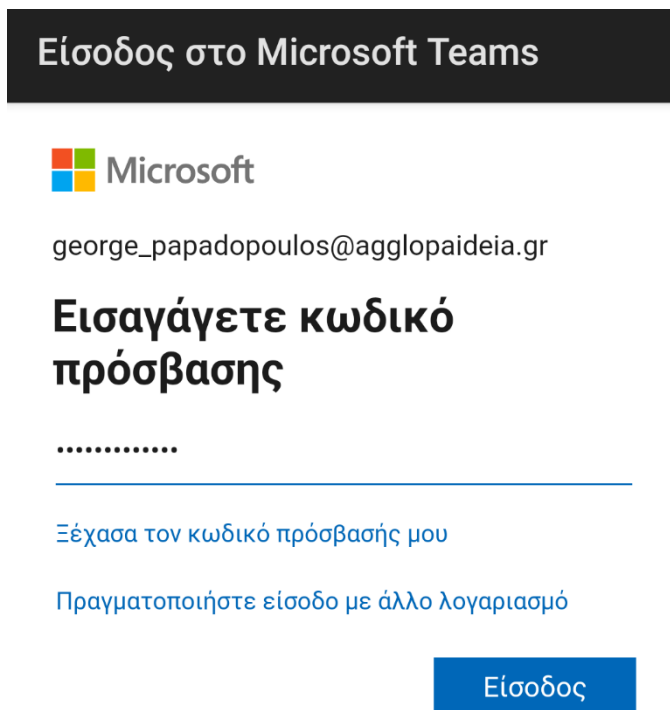 Είσοδος στο Microsoft Teams
Microsoft
george_papadopoulos@agglopaideia.gr
Εισαγάγετε κωδικό
πρόσβασης
.............
Ξέχασα τον κωδικό πρόσβασής μου
Πραγματοποιήστε είσοδο με άλλο λογαριασμό
Είσοδος